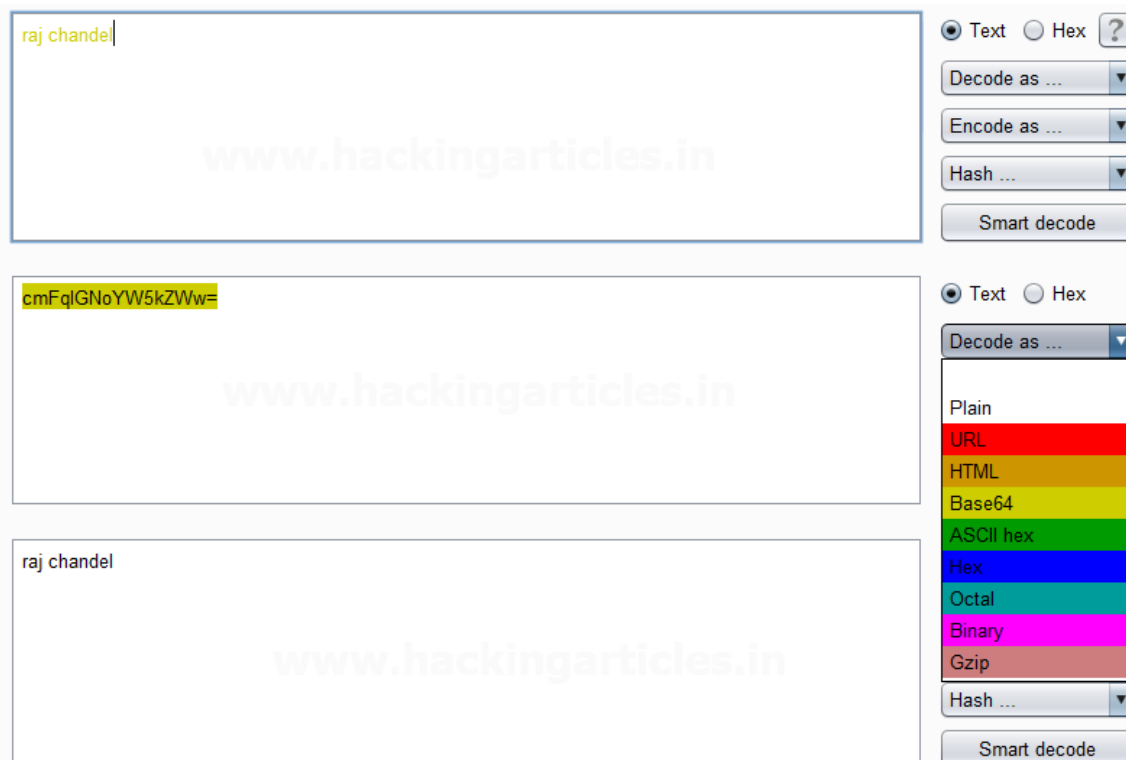 raj chandel
Text Hex ?
Decode as ...
Encode as ...
www.hackingarticles.in
Hash ...
Smart decode
cmFqIGNoYW5kZWw=
Text Hex
Decode as ...
www.hackingarticles.in
Plain
URL
HTML
Base64
ASCII hex
Hex
Octal
Binary
Gzip
raj chandel
www.hackingarticles.in
Hash ...
Smart decode